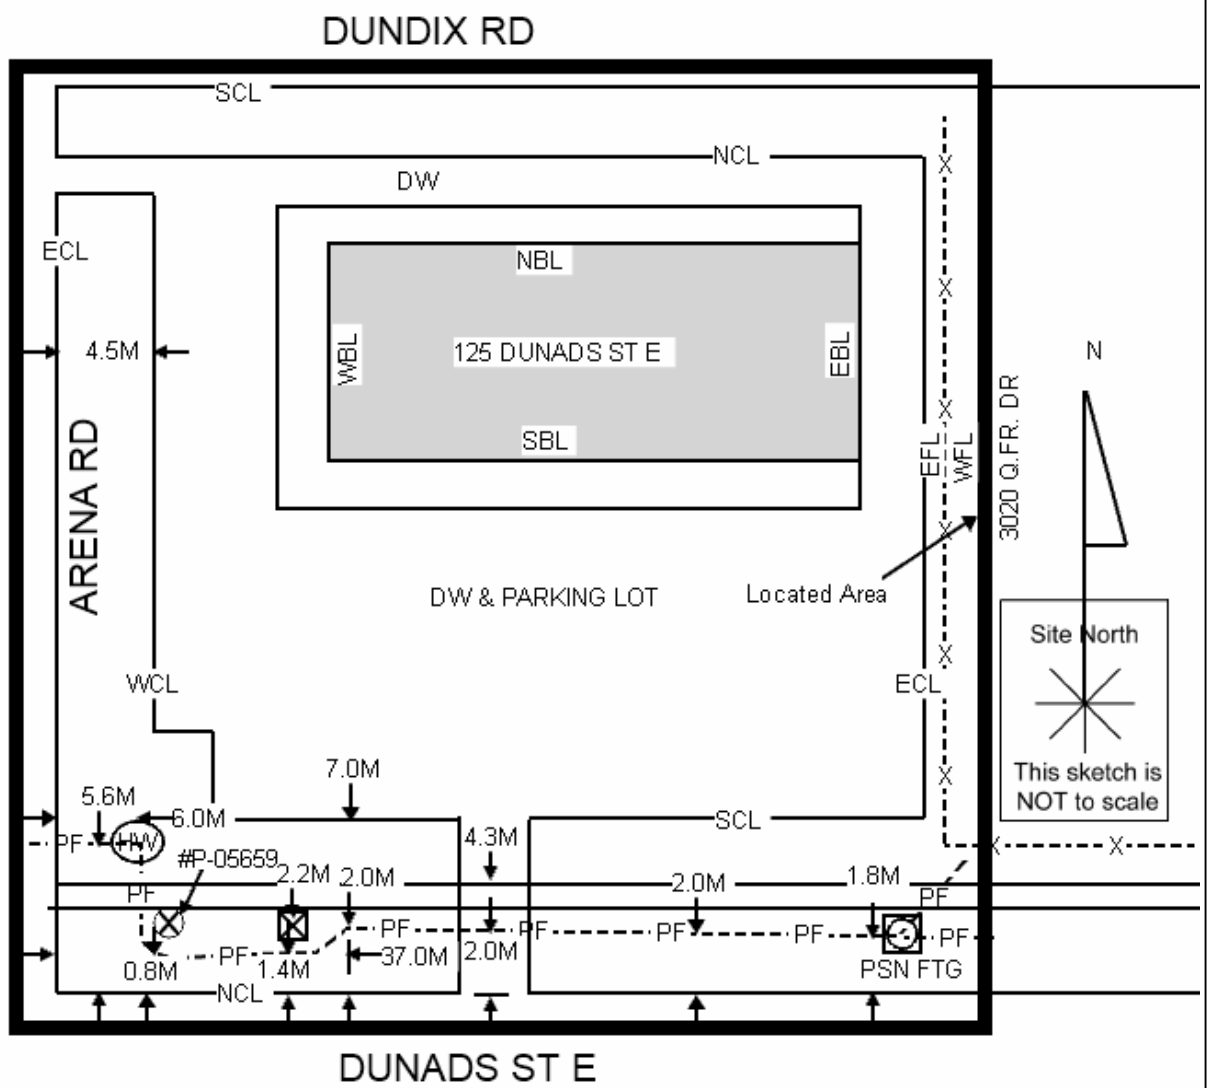 DUNDIX RD
SCL
NCL
DW
ECL
NBL
4.5M
WBL
125 DUNADS ST E
EBL
N
SBL
EFL
WFL
3020 Q.FR. DR
ARENA RD
DW & PARKING LOT
Located Area
Site North
WCL
ECL
7.0M
This sketch is
NOT to scale
5.6M
6.0M
SCL
4.3M
PF
HW
#P-05659
2.2M
2.0M
2.0M
1.8M
PF
PF
PF
PF
PF
PF
PF
PF
37.0M
2.0M
0.8M
1.4M
PSN FTG
NCL
X
X
X
X
X
X
X
X
DUNADS ST E